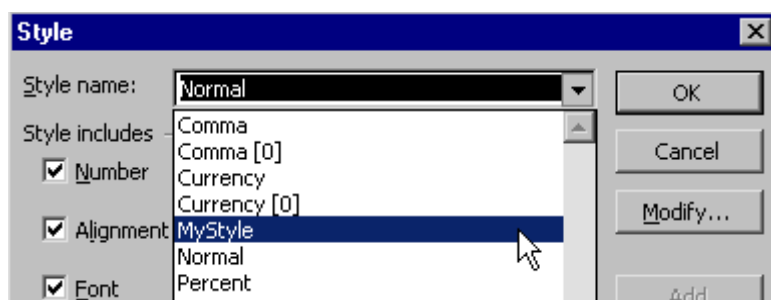 Style
Style name:
Normal
OK
Style includes
Comma
Comma [0]
Cancel
Number
Currency
Currency [0]
Modify...
Alignment
MyStyle
Normal
Font
Percent
Add